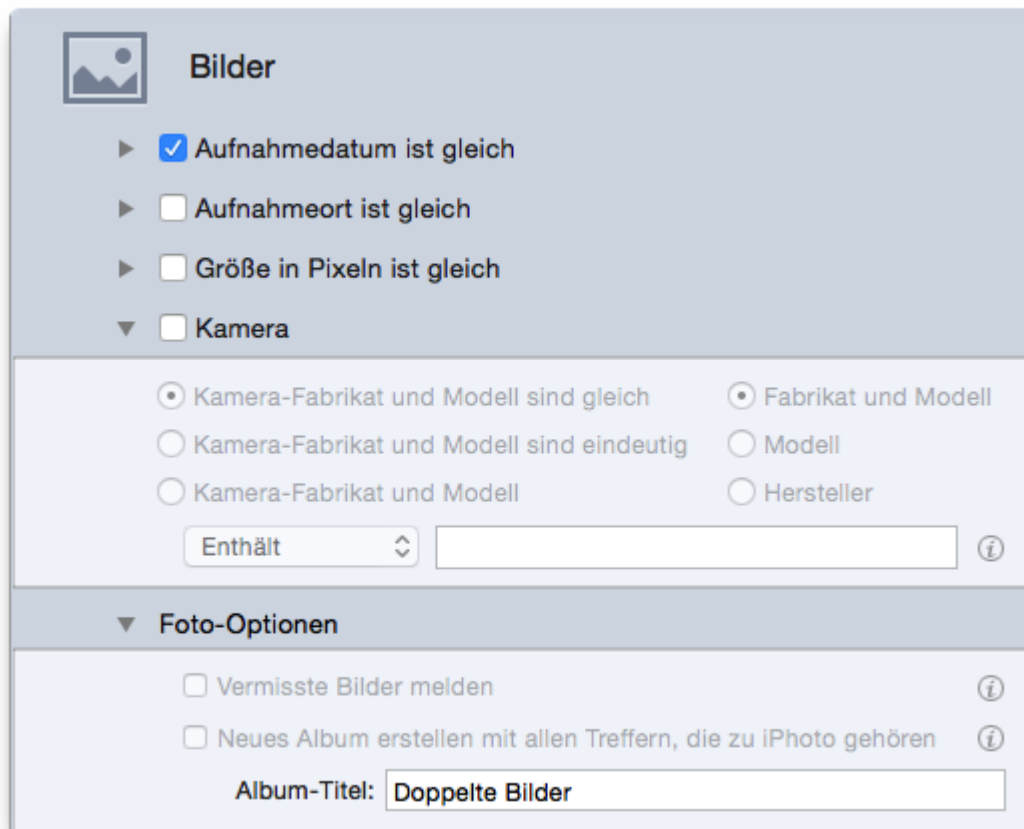 Bilder
Aufnahmedatum ist gleich
Aufnahmeort ist gleich
Größe in Pixeln ist gleich
Kamera
Kamera-Fabrikat und Modell sind gleich Fabrikat und Modell
Kamera-Fabrikat und Modell sind eindeutig Modell
Kamera-Fabrikat und Modell Hersteller
Enthält
Foto-Optionen
Vermisste Bilder melden
Neues Album erstellen mit allen Treffern, die zu iPhoto gehören
Album-Titel: Doppelte Bilder